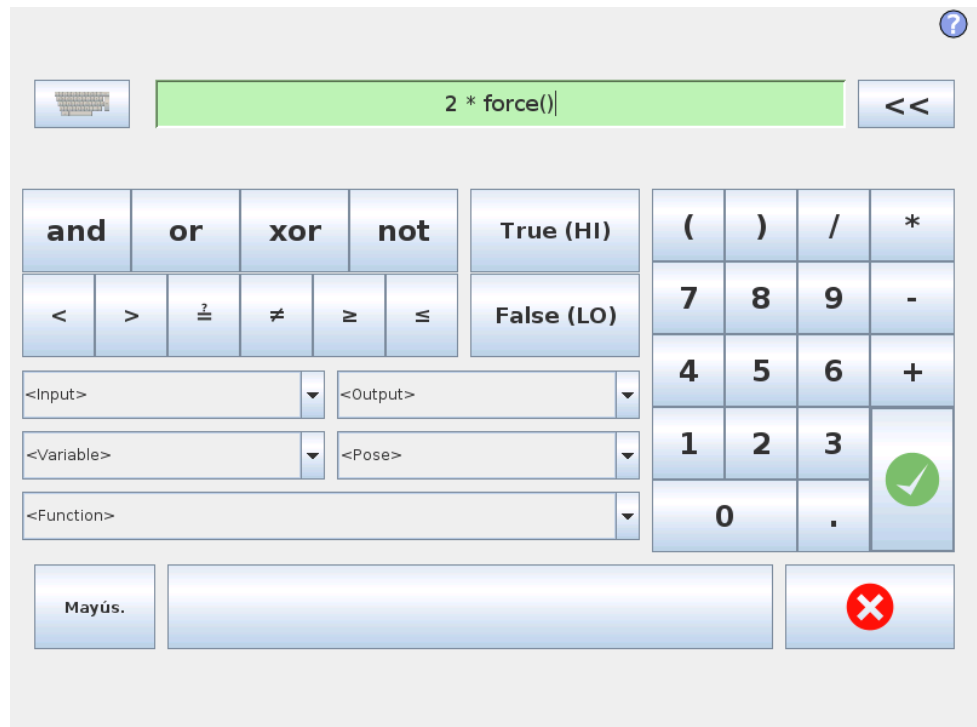 ?
2 * force()
<<
and or xor not True (HI) ( ) / *
< > ≟ ≠ ≥ ≤ False (LO) 7 8 9 -
<Input> <Output> 4 5 6 +
<Variable> <Pose> 1 2 3
<Function> 0 .
Mayús.